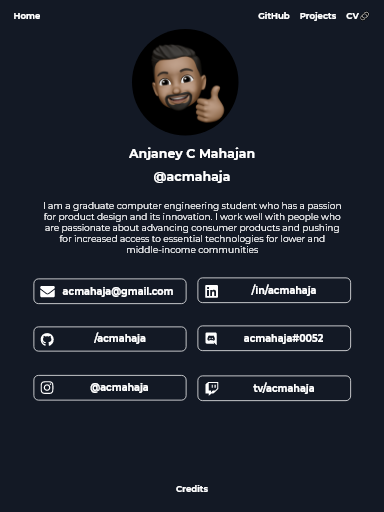 Home
GitHub Projects CV
Anjaney C Mahajan
@acmahaja
I am a graduate computer engineering student who has a passion
for product design and its innovation. I work well with people who
are passionate about advancing consumer products and pushing
for increased access to essential technologies for lower and
middle-income communities
acmahaja@gmail.com
/in/acmahaja
/acmahaja
acmahaja#0052
@acmahaja
tv/acmahaja
Credits